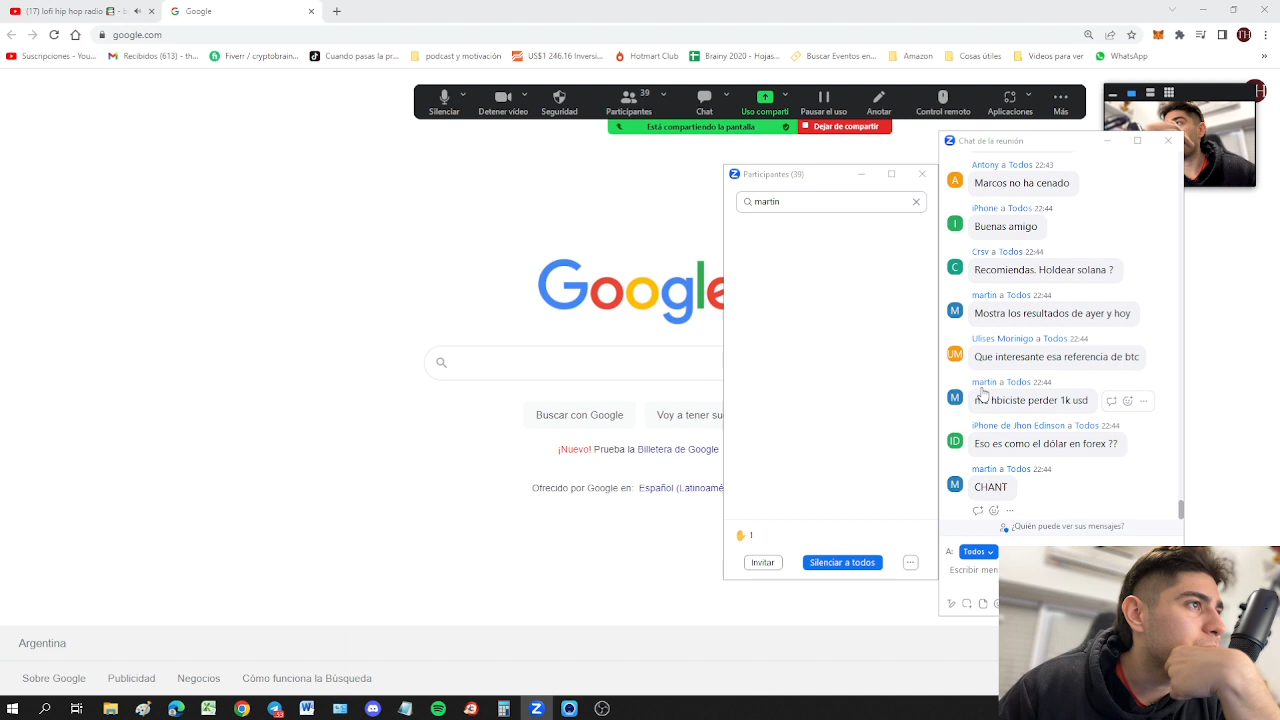 (17) lofi hip hop radio
Google
google.com
Suscripciones - You...
Recibidos (613) - th...
Fiverr / cryptobrain...
Cuando pasas la pr...
podcast y motivación
US$1 246.16 Inversi...
Hotmart Club
Brainy 2020 - Hojas...
Buscar Eventos en...
Amazon
Cosas útiles
Videos para ver
WhatsApp
Silenciar
Detener vídeo
Seguridad
39
Participantes
Chat
Uso comparti
Pausar el uso
Anotar
Control remoto
Aplicaciones
Más
Está compartiendo la pantalla
Dejar de compartir
Participantes (39)
martin
1
Invitar
Silenciar a todos
Chat de la reunión
Antony a Todos 22:43
A
Marcos no ha cenado
iPhone a Todos 22:44
I
Buenas amigo
Crsv a Todos 22:44
C
Recomiendas. Holdear solana ?
martin a Todos 22:44
M
Mostra los resultados de ayer y hoy
Ulises Morinigo a Todos 22:44
UM
Que interesante esa referencia de btc
martin a Todos 22:44
M
hbiciste perder 1k usd
iPhone de Jhon Edinson a Todos 22:44
ID
Eso es como el dólar en forex ??
martin a Todos 22:44
M
CHANT
¿Quién puede ver sus mensajes?
A:
Todos
Escribir men
Google
Buscar con Google
Voy a tener su
¡Nuevo! Prueba la Billetera de Google
Ofrecido por Google en: Español (Latinoamé
Argentina
Sobre Google
Publicidad
Negocios
Cómo funciona la Búsqueda